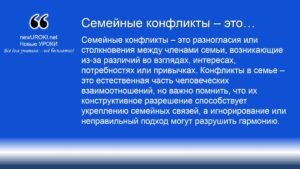 Семейные конфликты – это…
newUROKI.net
Новые УРОКИ
Всё для учителя – всё бесплатно!
Семейные конфликты – это разногласия или
столкновения между членами семьи, возникающие
из-за различий во взглядах, интересах,
потребностях или привычках. Конфликты в семье –
это естественная часть человеческих
взаимоотношений, но важно помнить, что их
конструктивное разрешение способствует
укреплению семейных связей, а игнорирование или
неправильный подход могут разрушить гармонию.